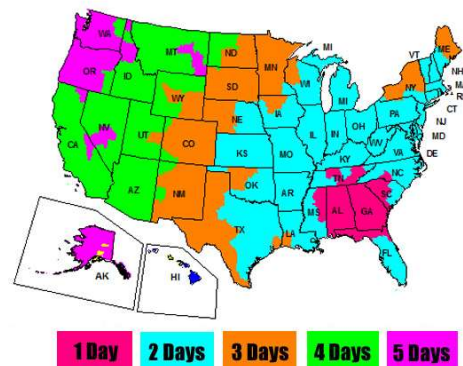 WA
MT
ND
MN
MI
VT
ME
NH
OR
ID
SD
WI
NY
MA
R
WY
MI
CT
NE
IA
PA
NJ
NV
UT
CO
IL
IN
OH
MD
CA
KS
MO
WV
VA
DE
KY
AZ
NM
OK
AR
TN
NC
SC
MS
AL
GA
TX
LA
FL
AK
HI
1 Day
2 Days
3 Days
4 Days
5 Days